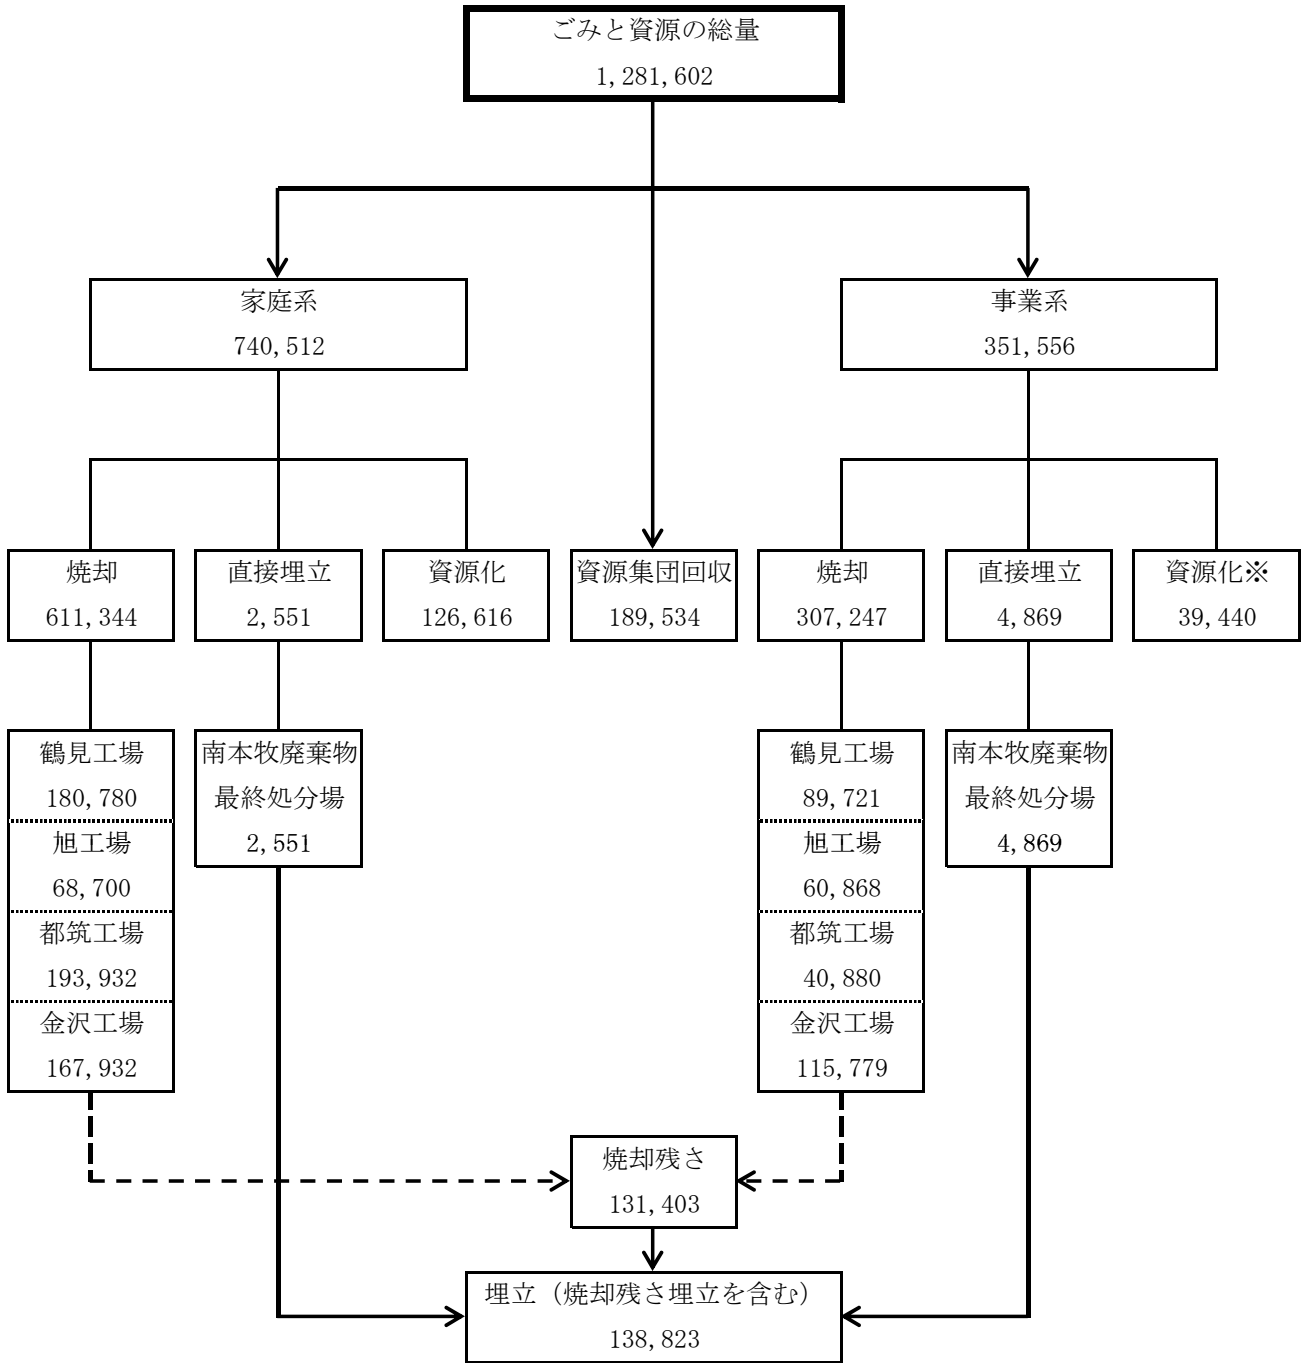 ごみと資源の総量
1,281,602
家庭系
740,512
事業系
351,556
焼却
611,344
直接埋立
2,551
資源化
126,616
資源集団回収
189,534
焼却
307,247
直接埋立
4,869
資源化※
39,440
鶴見工場
180,780
旭工場
68,700
都筑工場
193,932
金沢工場
167,932
南本牧廃棄物
最終処分場
2,551
鶴見工場
89,721
旭工場
60,868
都筑工場
40,880
金沢工場
115,779
南本牧廃棄物
最終処分場
4,869
焼却残さ
131,403
埋立（焼却残さ埋立を含む）
138,823